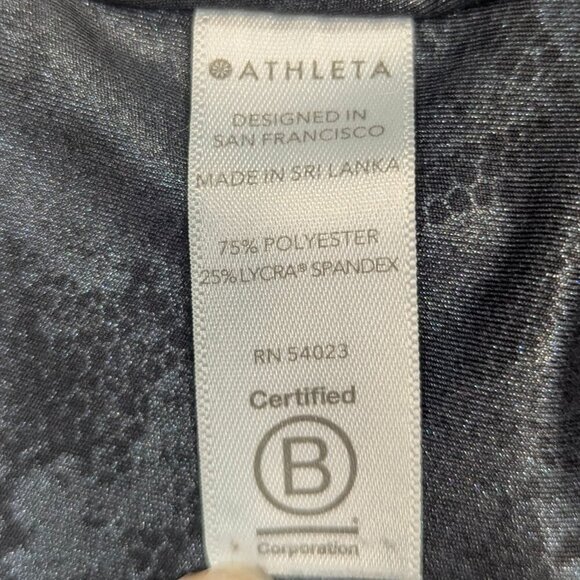 ATHLETA
DESIGNED IN
SAN FRANCISCO
MADE IN SRI LANKA
75% POLYESTER
25% LYCRA® SPANDEX
RN 54023
Certified
B
Corporation